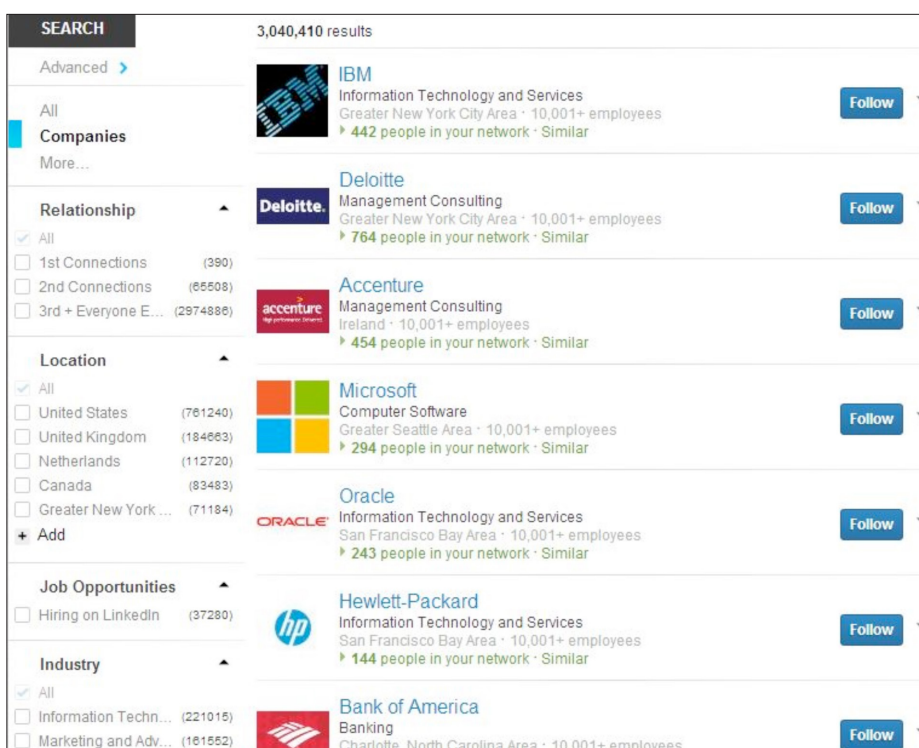 SEARCH
Advanced >
All
Companies
More...
Relationship
All
1st Connections (390)
2nd Connections (65508)
3rd + Everyone E... (2974886)
Location
All
United States (761240)
United Kingdom (184663)
Netherlands (112720)
Canada (83483)
Greater New York ... (71184)
+ Add
Job Opportunities
Hiring on LinkedIn (37280)
Industry
All
Information Techn... (221015)
Marketing and Adv... (161552)
3,040,410 results
IBM
IBM
Information Technology and Services
Greater New York City Area · 10,001+ employees
442 people in your network · Similar
Follow
Deloitte.
Deloitte
Management Consulting
Greater New York City Area · 10,001+ employees
764 people in your network · Similar
Follow
accenture
High performance. Delivered.
Accenture
Management Consulting
Ireland · 10,001+ employees
454 people in your network · Similar
Follow
Microsoft
Computer Software
Greater Seattle Area · 10,001+ employees
294 people in your network · Similar
Follow
ORACLE
Oracle
Information Technology and Services
San Francisco Bay Area · 10,001+ employees
243 people in your network · Similar
Follow
hp
Hewlett-Packard
Information Technology and Services
San Francisco Bay Area · 10,001+ employees
144 people in your network · Similar
Follow
Bank of America
Banking
Charlotte, North Carolina Area · 10,001+ employees
Follow